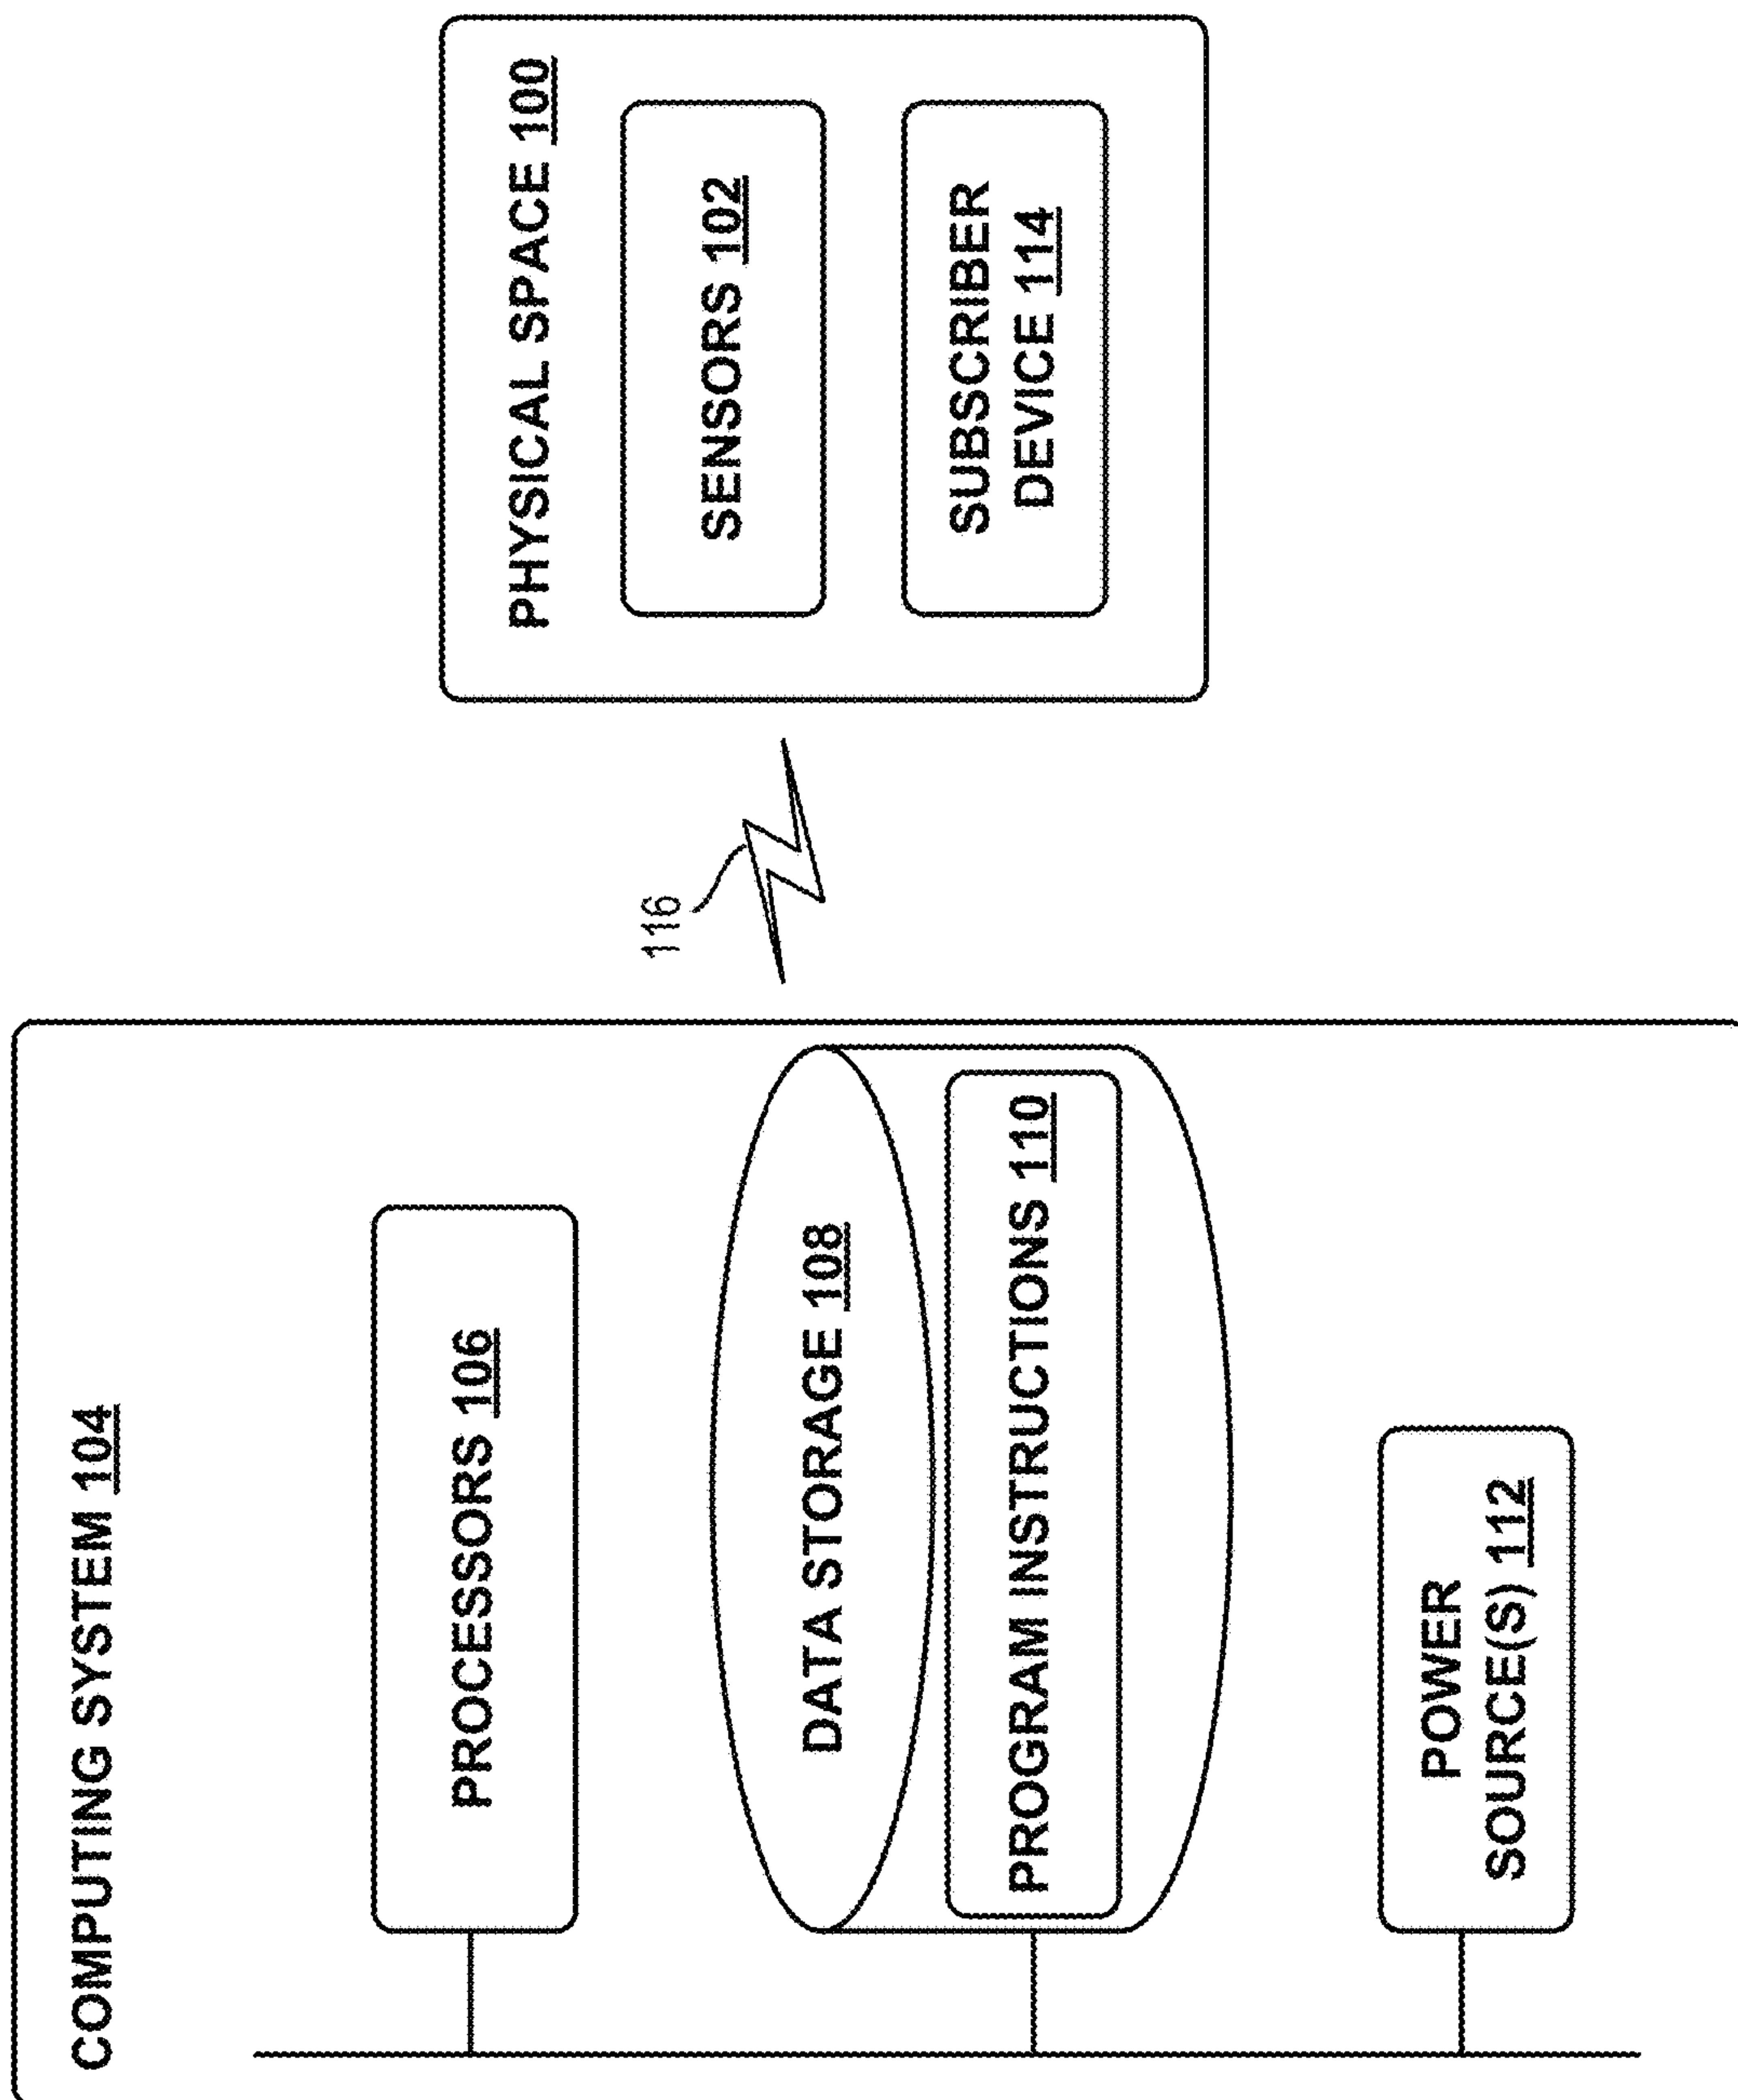 COMPUTING SYSTEM 104
PROCESSORS 106
DATA STORAGE 108
PROGRAM INSTRUCTIONS 110
POWER
SOURCE(S) 112
116
PHYSICAL SPACE 100
SENSORS 102
SUBSCRIBER
DEVICE 114